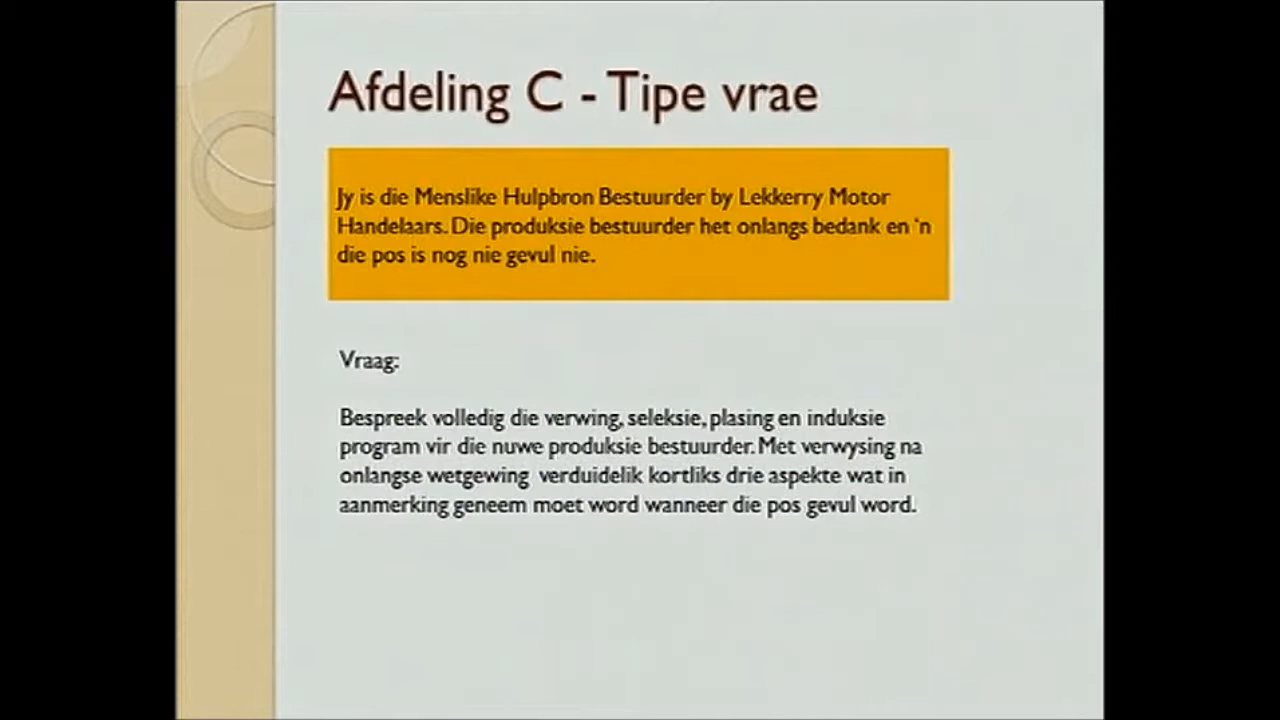 Afdeling C - Tipe vrae
Jy is die Menslike Hulpbron Bestuurder by Lekkerry Motor
Handelaars. Die produksie bestuurder het onlangs bedank en ‘n
die pos is nog nie gevul nie.
Vraag:
Bespreek volledig die verwing, seleksie, plasing en induksie
program vir die nuwe produksie bestuurder. Met verwysing na
onlangse wetgewing verduidelik kortliks drie aspekte wat in
aanmerking geneem moet word wanneer die pos gevul word.